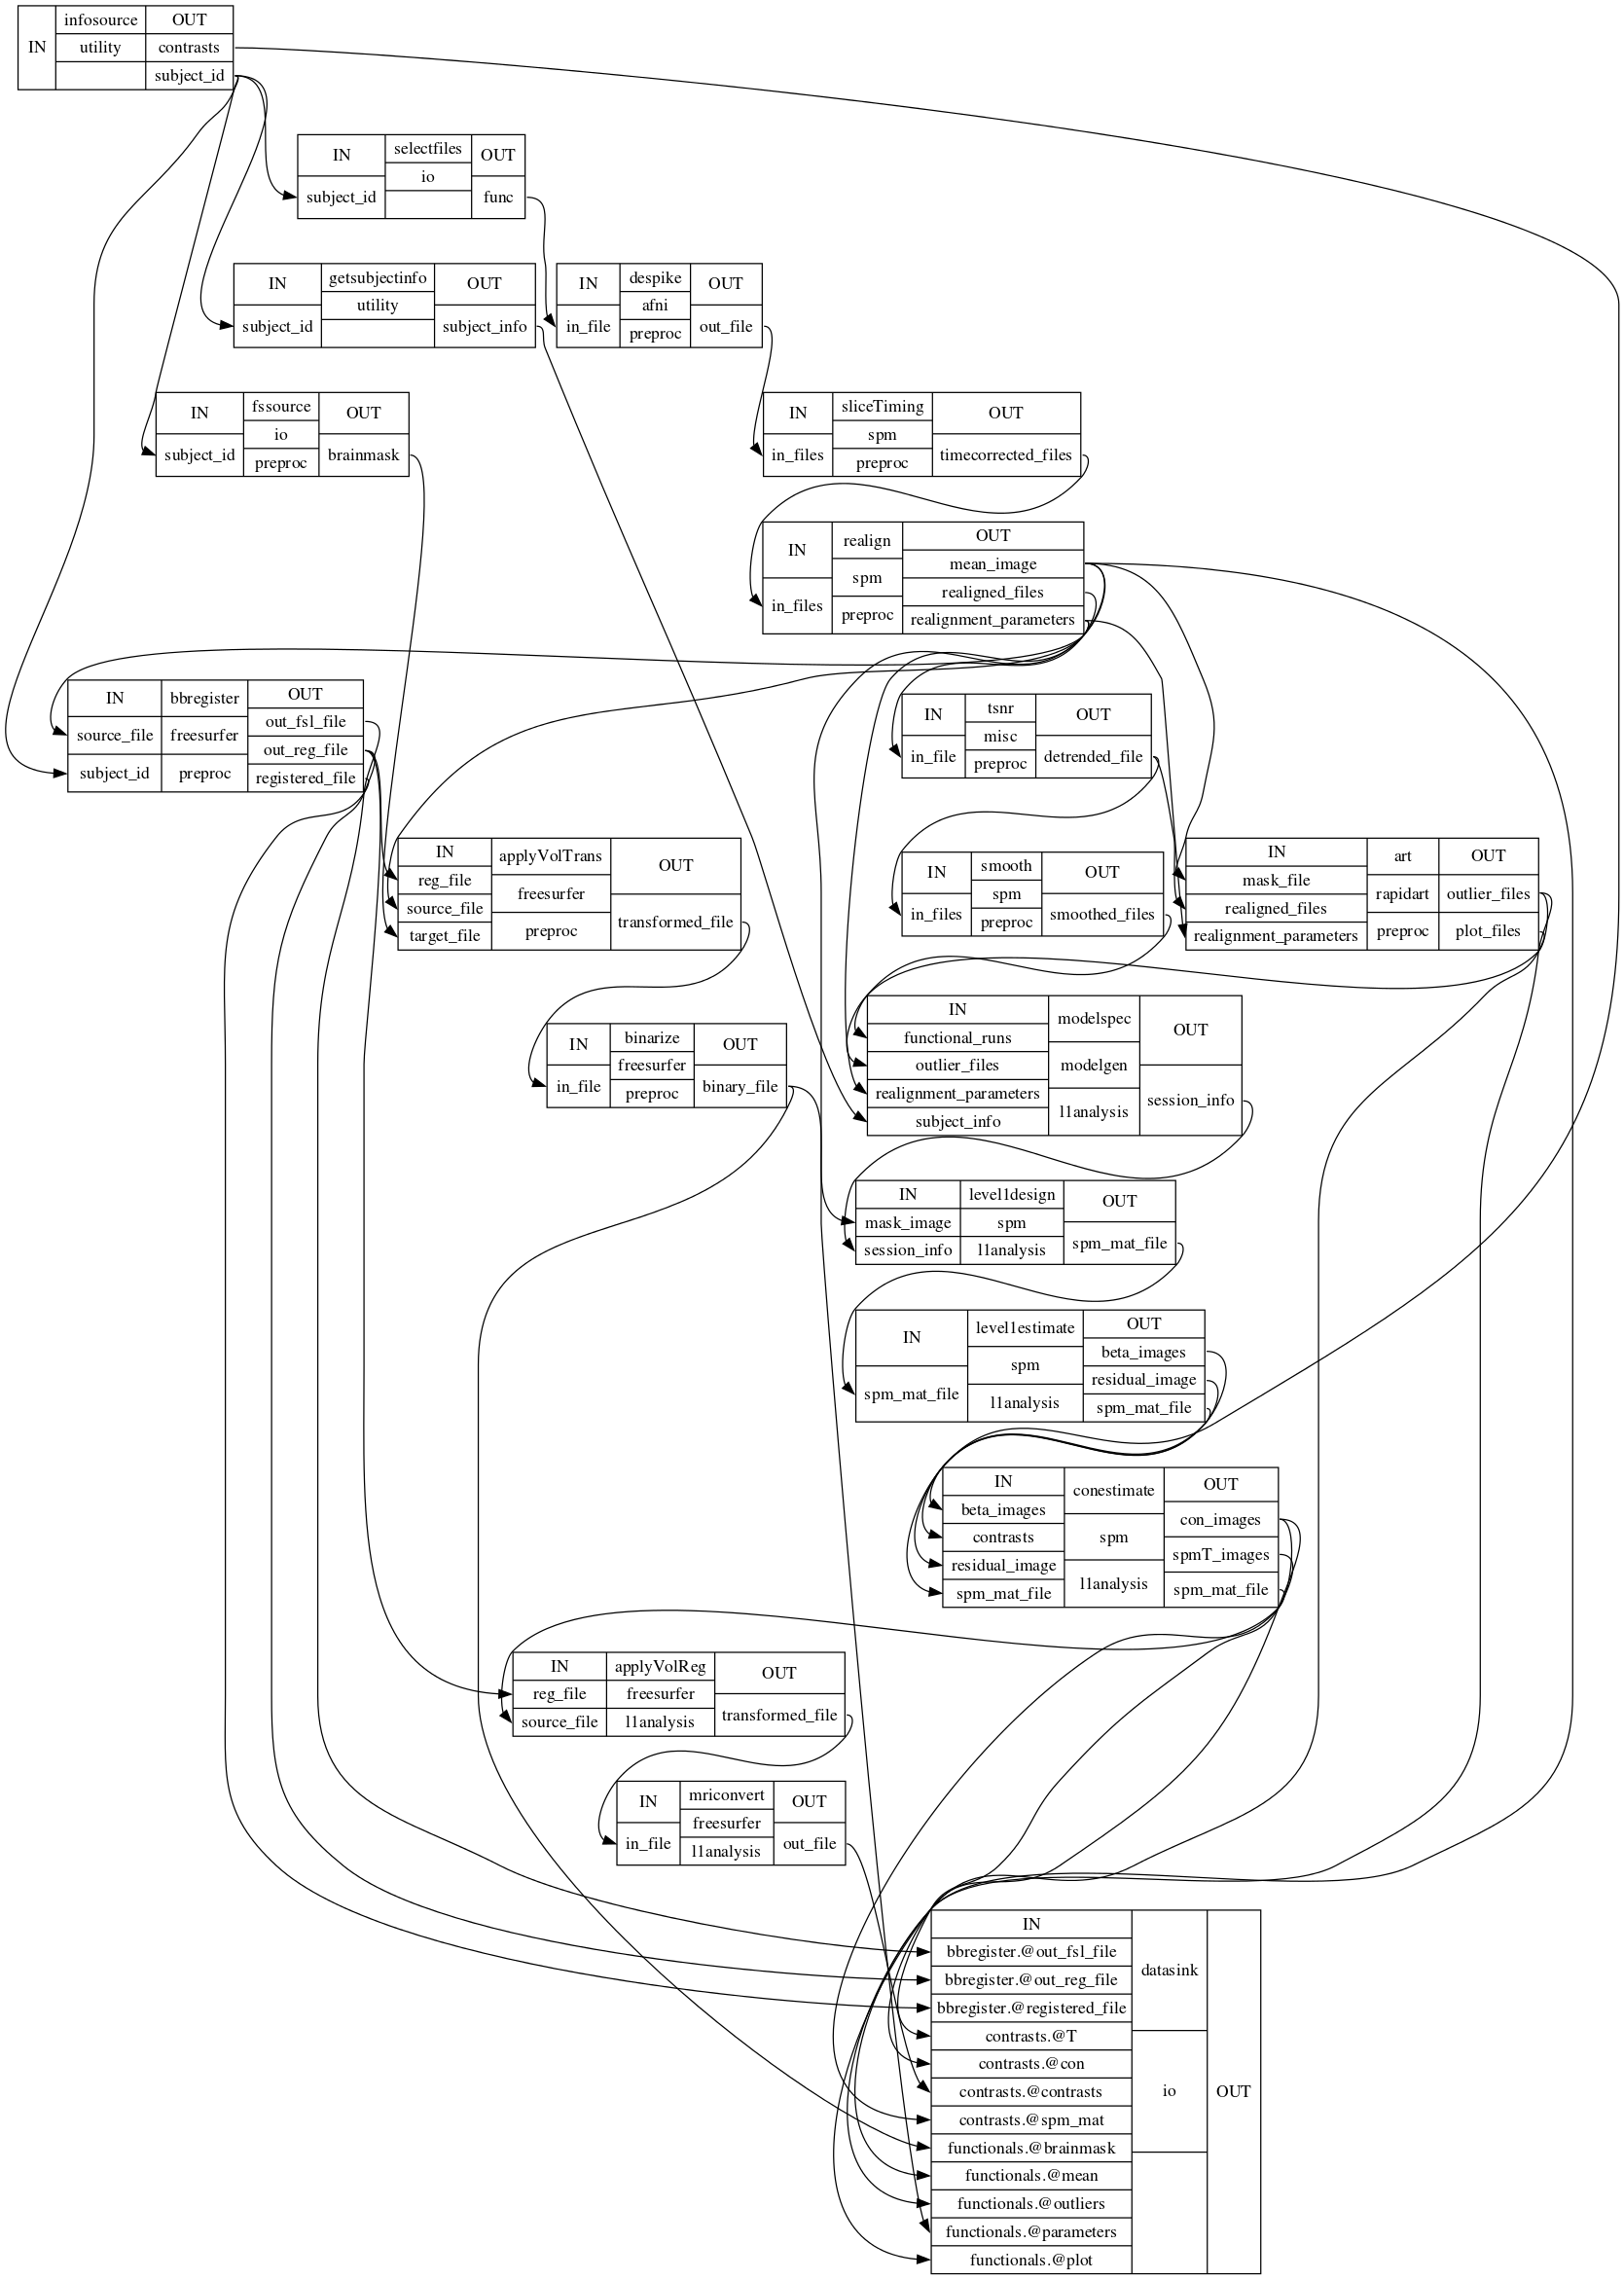 IN
infosource
OUT
utility
contrasts
subject_id
IN
selectfiles
OUT
io
subject_id
func
IN
getsubjectinfo
OUT
utility
subject_id
subject_info
IN
despike
OUT
afni
in_file
preproc
out_file
IN
fssource
OUT
io
subject_id
preproc
brainmask
IN
sliceTiming
OUT
spm
in_files
preproc
timecorrected_files
IN
realign
OUT
mean_image
spm
realigned_files
in_files
preproc
realignment_parameters
IN
bbregister
OUT
out_fsl_file
source_file
freesurfer
out_reg_file
subject_id
preproc
registered_file
IN
tsnr
OUT
misc
in_file
preproc
detrended_file
IN
applyVolTrans
OUT
reg_file
freesurfer
source_file
transformed_file
target_file
preproc
IN
smooth
OUT
spm
in_files
preproc
smoothed_files
IN
art
OUT
mask_file
rapidart
outlier_files
realigned_files
realignment_parameters
preproc
plot_files
IN
modelspec
OUT
functional_runs
outlier_files
modelgen
realignment_parameters
session_info
subject_info
l1analysis
IN
binarize
OUT
freesurfer
in_file
preproc
binary_file
IN
level1design
OUT
mask_image
spm
session_info
l1analysis
spm_mat_file
IN
level1estimate
OUT
beta_images
spm
residual_image
spm_mat_file
l1analysis
spm_mat_file
IN
conestimate
OUT
beta_images
con_images
contrasts
spm
spmT_images
residual_image
spm_mat_file
l1analysis
spm_mat_file
IN
applyVolReg
OUT
reg_file
freesurfer
source_file
l1analysis
transformed_file
IN
mriconvert
OUT
freesurfer
in_file
l1analysis
out_file
IN
bbregister.@out_fsl_file
datasink
bbregister.@out_reg_file
bbregister.@registered_file
contrasts.@T
contrasts.@con
io
OUT
contrasts.@contrasts
contrasts.@spm_mat
functionals.@brainmask
functionals.@mean
functionals.@outliers
functionals.@parameters
functionals.@plot